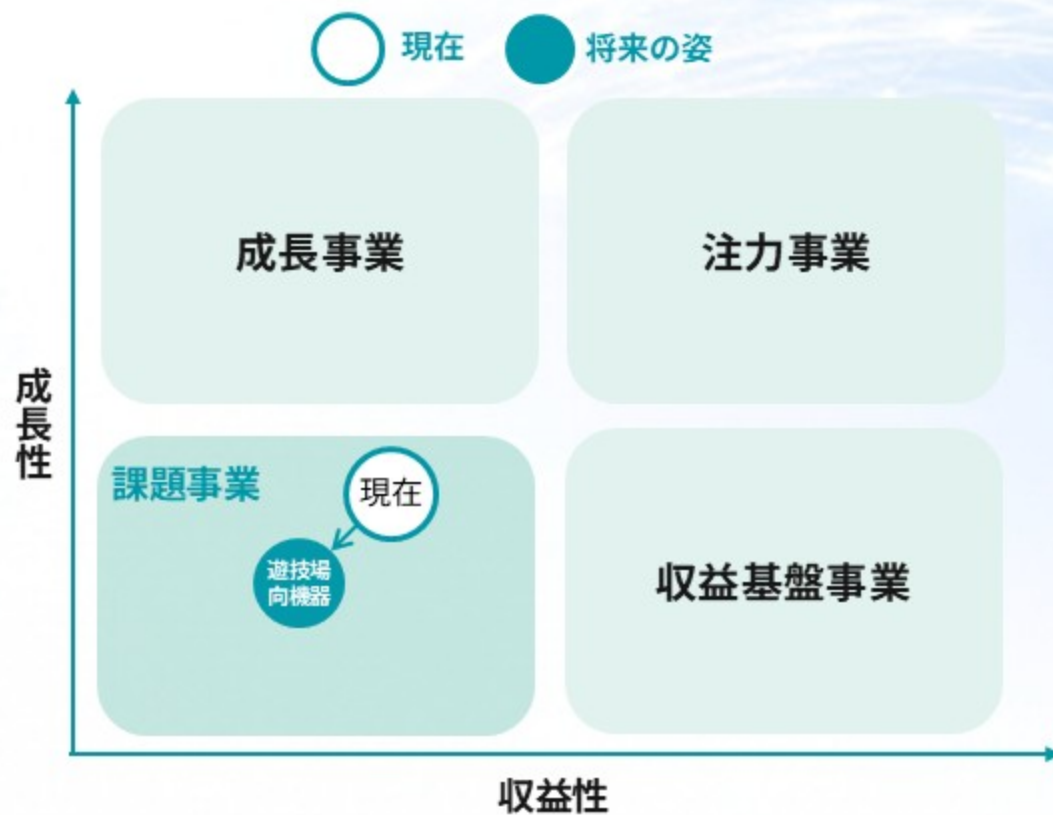 現在
将来の姿
成長事業
注力事業
成長性
課題事業
現在
遊技場
向機器
収益基盤事業
収益性